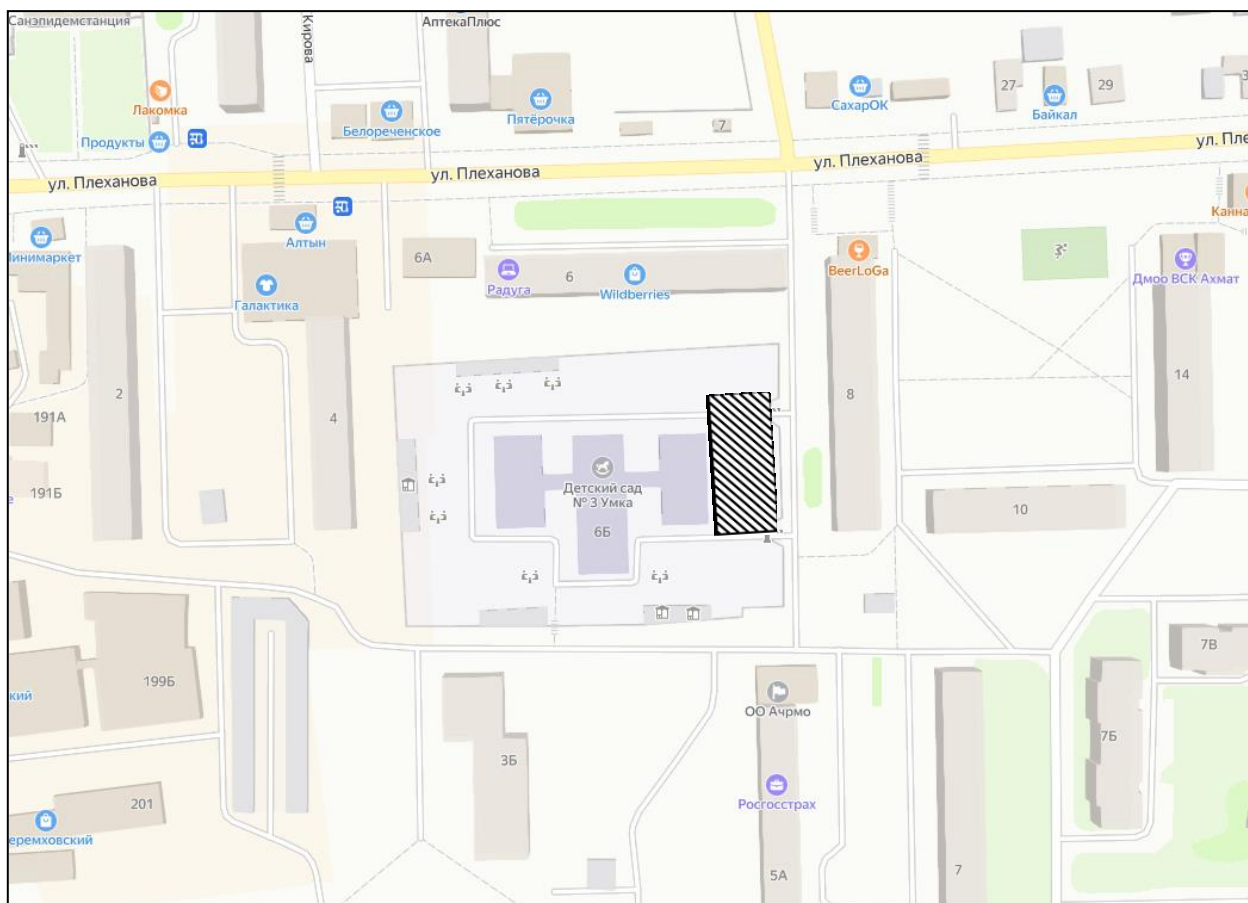 Санэпидемстанция
Кирова
АптекаПлюс
Лакомка
Продукты
Белореченское
Пятёрочка
7
СахарОК
27
Байкал
29
ул. Плеханова
ул. Плеханова
ул. Плеханова
ул. Пле
Канна
Минимаркет
Алтын
Галактика
6А
Радуга
6
Wildberries
BeerLoGa
Дмоо ВСК Ахмат
2
4
8
14
191А
191Б
Детский сад
№ 3 Умка
6Б
10
199Б
кий
3Б
ОО Ачрмо
7В
7Б
Росгосстрах
201
еремховский
5А
7